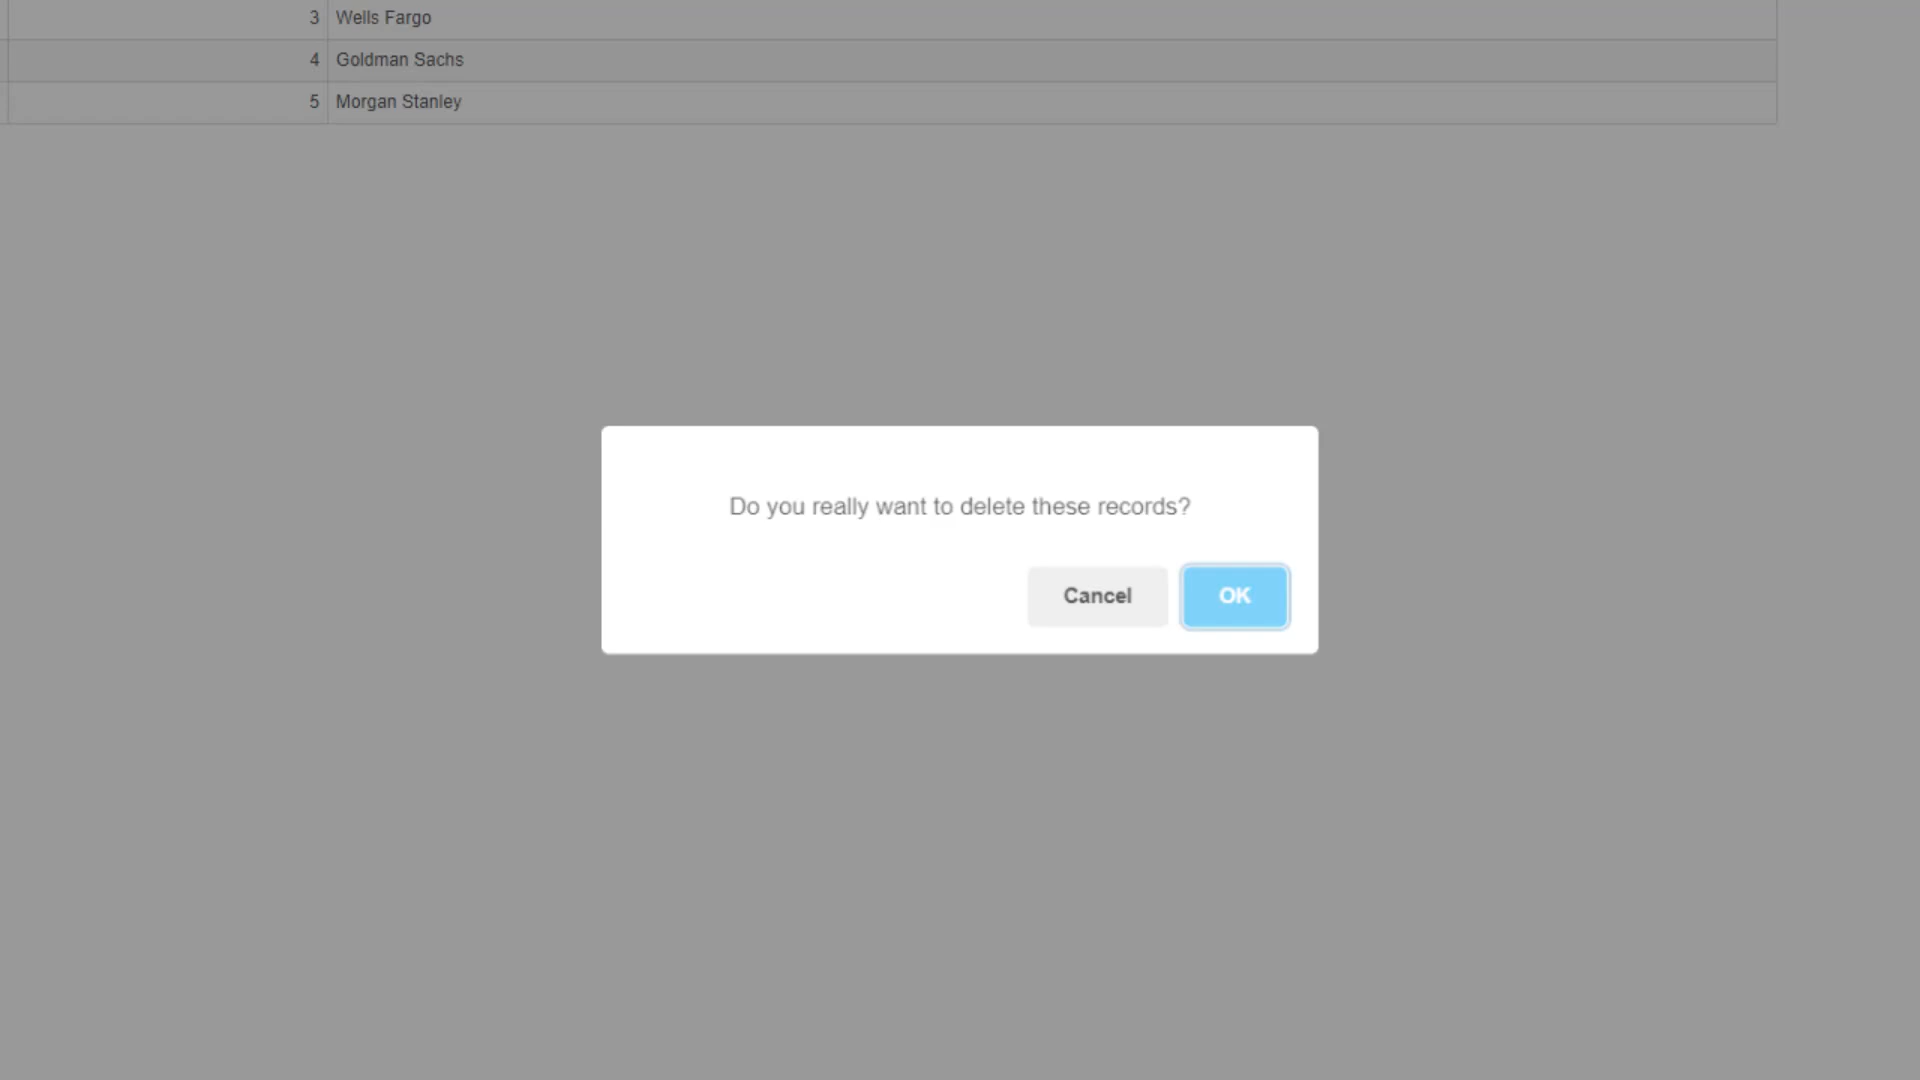 3 Wells Fargo
4 Goldman Sachs
5 Morgan Stanley
Do you really want to delete these records?
Cancel OK